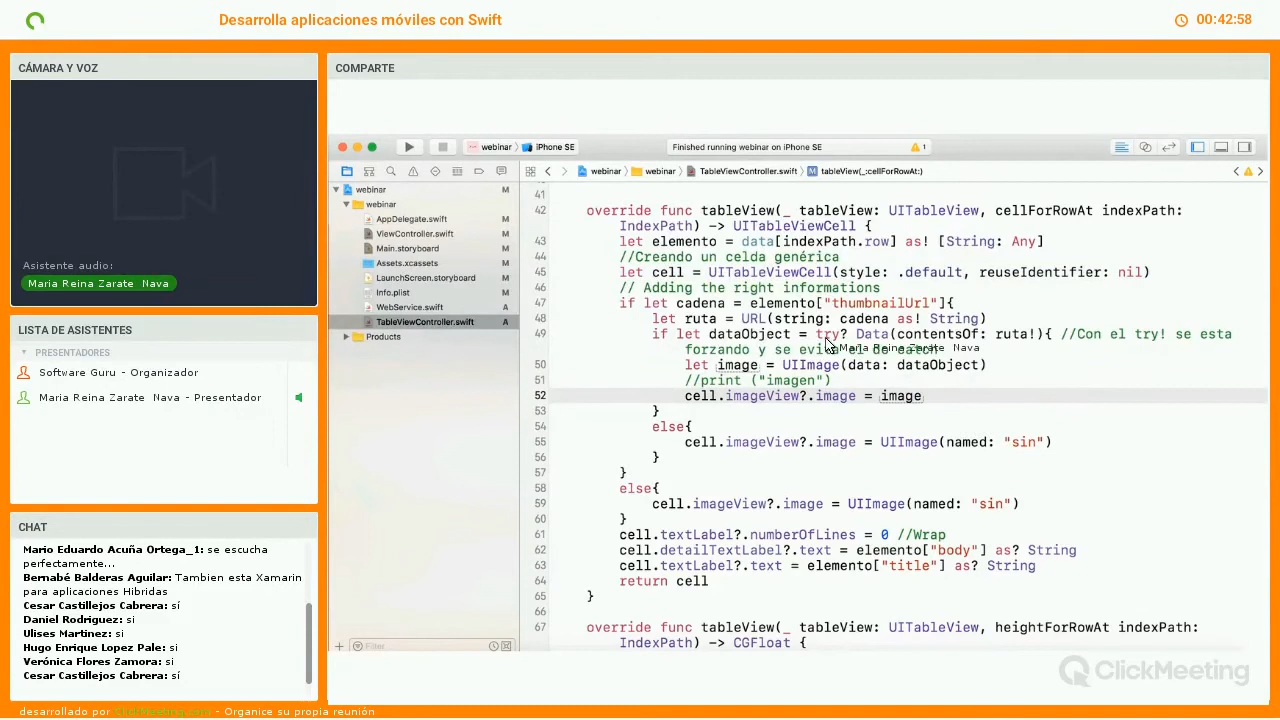 Desarrolla aplicaciones móviles con Swift
00:42:58
CÁMARA Y VOZ
Asistente audio:
Maria Reina Zarate Nava
LISTA DE ASISTENTES
PRESENTADORES
Software Guru - Organizador
Maria Reina Zarate Nava - Presentador
CHAT
Mario Eduardo Acuña Ortega_1: se escucha
perfectamente...
Bernabé Balderas Aguilar: Tambien esta Xamarin
para aplicaciones Hibridas
Cesar Castillejos Cabrera: sí
Daniel Rodriguez: si
Ulises Martinez: si
Hugo Enrique Lopez Pale: si
Verónica Flores Zamora: si
Cesar Castillejos Cabrera: sí
COMPARTE
webinar iPhone SE
Finished running webinar on iPhone SE
1
webinar M
webinar
AppDelegate.swift M
ViewController.swift M
Main.storyboard M
Assets.xcassets M
LaunchScreen.storyboard M
Info.plist M
WebService.swift A
TableViewController.swift A
Products
Filter
webinar webinar TableViewController.swift M tableView(_:cellForRowAt:)
41
42 override func tableView(_ tableView: UITableView, cellForRowAt indexPath:
IndexPath) -> UITableViewCell {
43 let elemento = data[indexPath.row] as! [String: Any]
44 //Creando un celda genérica
45 let cell = UITableViewCell(style: .default, reuseIdentifier: nil)
46 // Adding the right informations
47 if let cadena = elemento["thumbnailUrl"]{
48 let ruta = URL(string: cadena as! String)
49 if let dataObject = try? Data(contentsOf: ruta!){ //Con el try! se esta
forzando y se evita el do catch
Maria Reina Zarate Nava
50 let image = UIImage(data: dataObject)
51 //print ("imagen")
52 cell.imageView?.image = image
53 }
54 else{
55 cell.imageView?.image = UIImage(named: "sin")
56 }
57 }
58 else{
59 cell.imageView?.image = UIImage(named: "sin")
60 }
61 cell.textLabel?.numberOfLines = 0 //Wrap
62 cell.detailTextLabel?.text = elemento["body"] as? String
63 cell.textLabel?.text = elemento["title"] as? String
64 return cell
65 }
66
67 override func tableView(_ tableView: UITableView, heightForRowAt indexPath:
IndexPath) -> CGFloat {
ClickMeeting
desarrollado por ClickMeeting.com - Organice su propia reunión